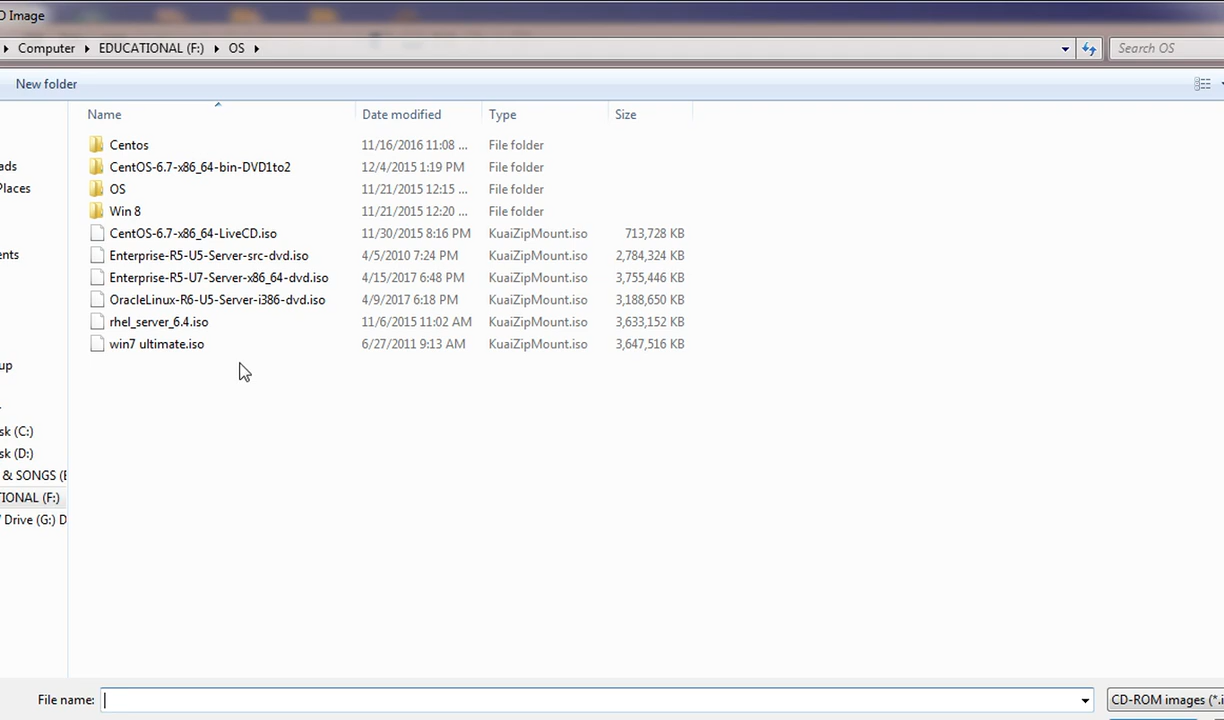 D Image
Computer EDUCATIONAL (F:) OS Search OS
New folder
Name Date modified Type Size
Centos 11/16/2016 11:08 ... File folder
ads CentOS-6.7-x86_64-bin-DVD1to2 12/4/2015 1:19 PM File folder
Places OS 11/21/2015 12:15 ... File folder
Win 8 11/21/2015 12:20 ... File folder
CentOS-6.7-x86_64-LiveCD.iso 11/30/2015 8:16 PM KuaiZipMount.iso 713,728 KB
ents Enterprise-R5-U5-Server-src-dvd.iso 4/5/2010 7:24 PM KuaiZipMount.iso 2,784,324 KB
Enterprise-R5-U7-Server-x86_64-dvd.iso 4/15/2017 6:48 PM KuaiZipMount.iso 3,755,446 KB
OracleLinux-R6-U5-Server-i386-dvd.iso 4/9/2017 6:18 PM KuaiZipMount.iso 3,188,650 KB
rhel_server_6.4.iso 11/6/2015 11:02 AM KuaiZipMount.iso 3,633,152 KB
win7 ultimate.iso 6/27/2011 9:13 AM KuaiZipMount.iso 3,647,516 KB
up
sk (C:)
sk (D:)
& SONGS (E
TIONAL (F:)
Drive (G:) D
File name: CD-ROM images (*.i